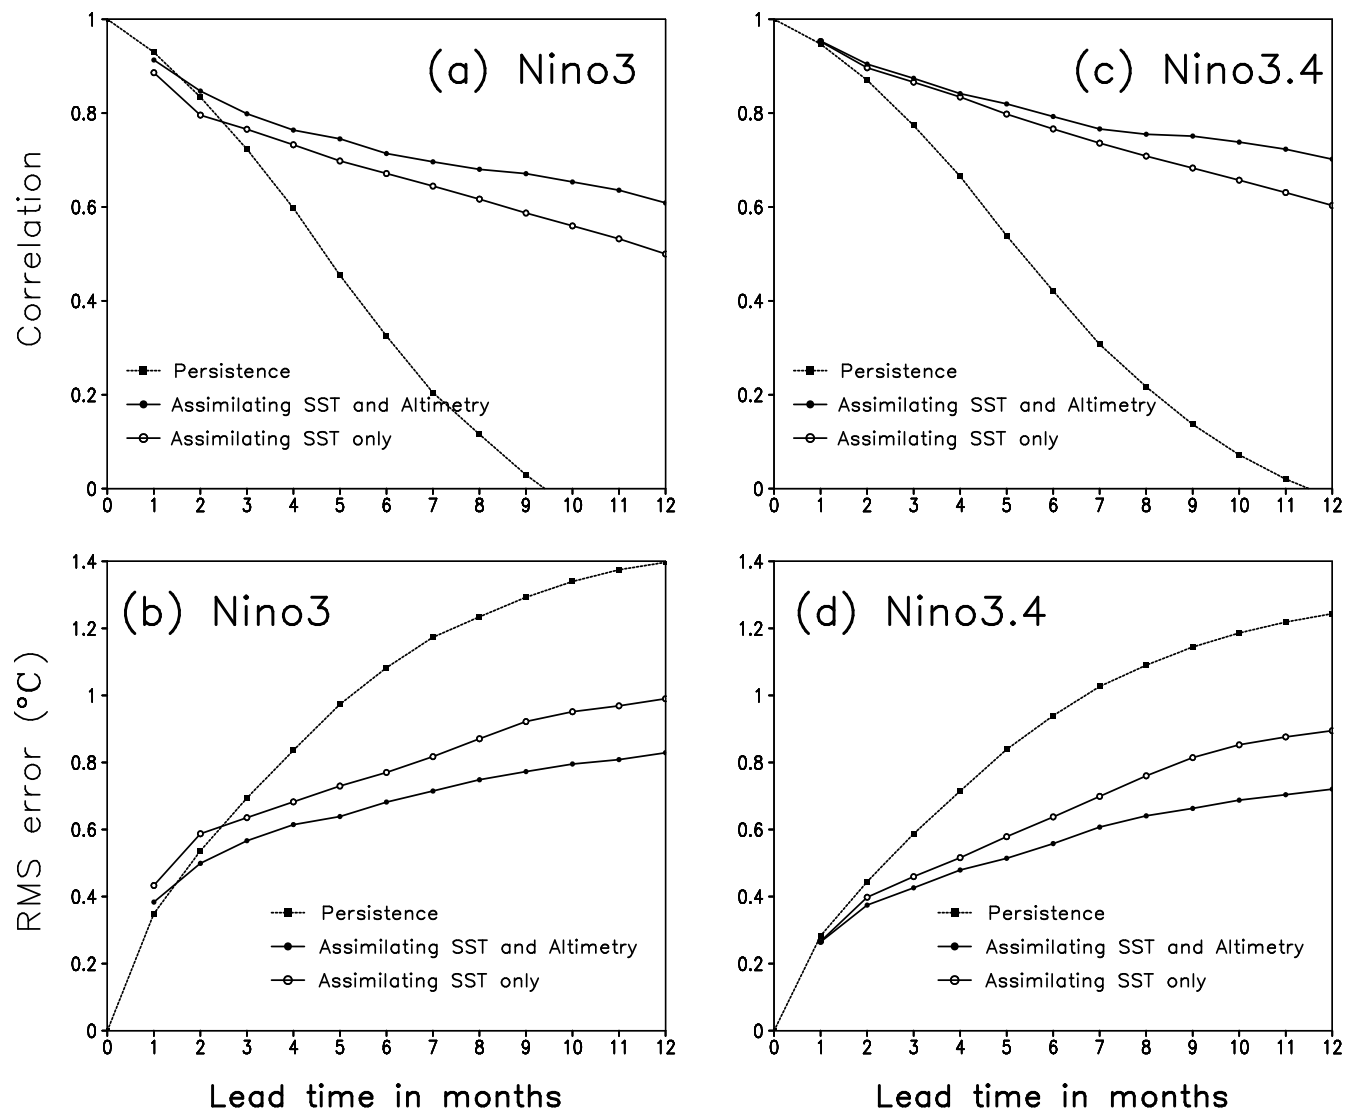 (a) Nino3
Correlation
1
0.8
0.6
0.4
0.2
0
Persistence
Assimilating SST and Altimetry
Assimilating SST only
0 1 2 3 4 5 6 7 8 9 10 11 12
(c) Nino3.4
1
0.8
0.6
0.4
0.2
0
Persistence
Assimilating SST and Altimetry
Assimilating SST only
0 1 2 3 4 5 6 7 8 9 10 11 12
(b) Nino3
RMS error (°C)
1.4
1.2
1
0.8
0.6
0.4
0.2
0
Persistence
Assimilating SST and Altimetry
Assimilating SST only
0 1 2 3 4 5 6 7 8 9 10 11 12
Lead time in months
(d) Nino3.4
1.4
1.2
1
0.8
0.6
0.4
0.2
0
Persistence
Assimilating SST and Altimetry
Assimilating SST only
0 1 2 3 4 5 6 7 8 9 10 11 12
Lead time in months